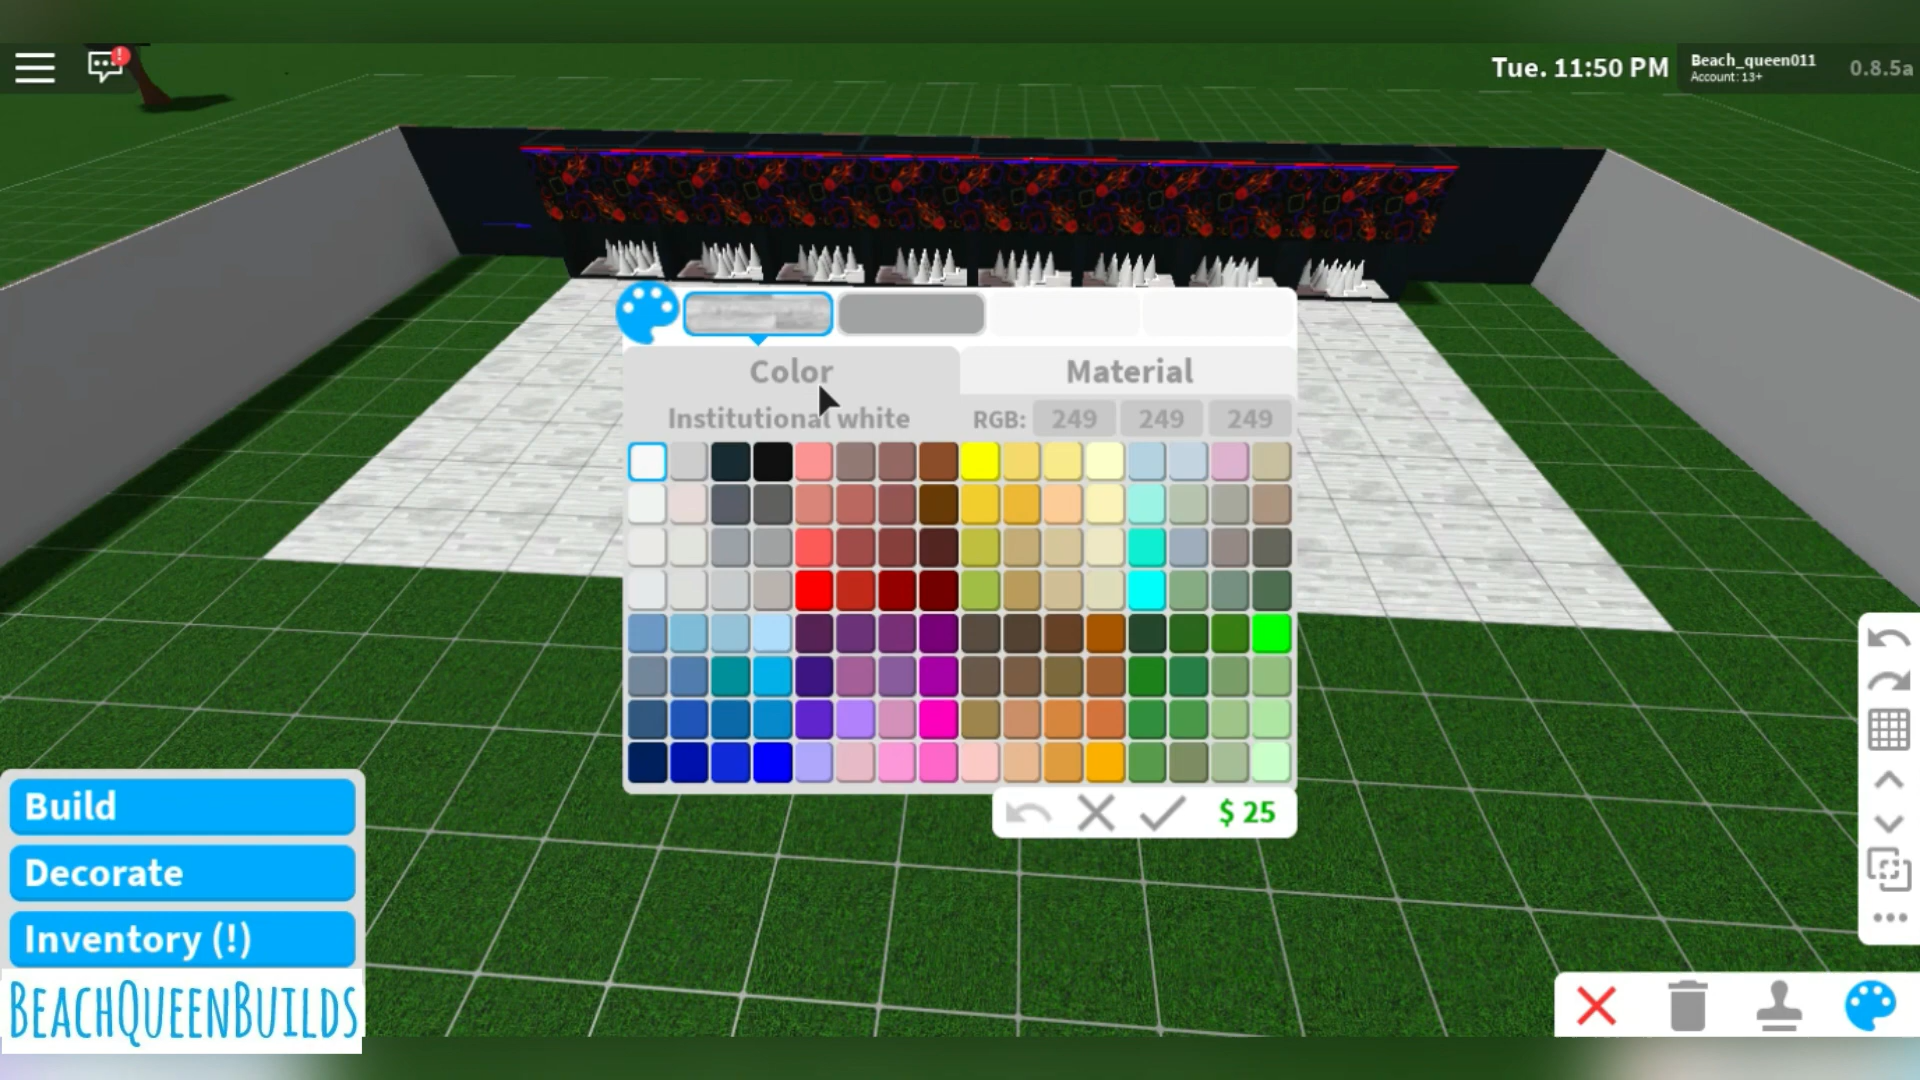 Tue. 11:50 PM
Beach_queen011
Account: 13+
0.8.5a
Color
Material
Institutional white
RGB: 249 249 249
$ 25
Build
Decorate
Inventory (!)
BEACHQUEENBUILDS